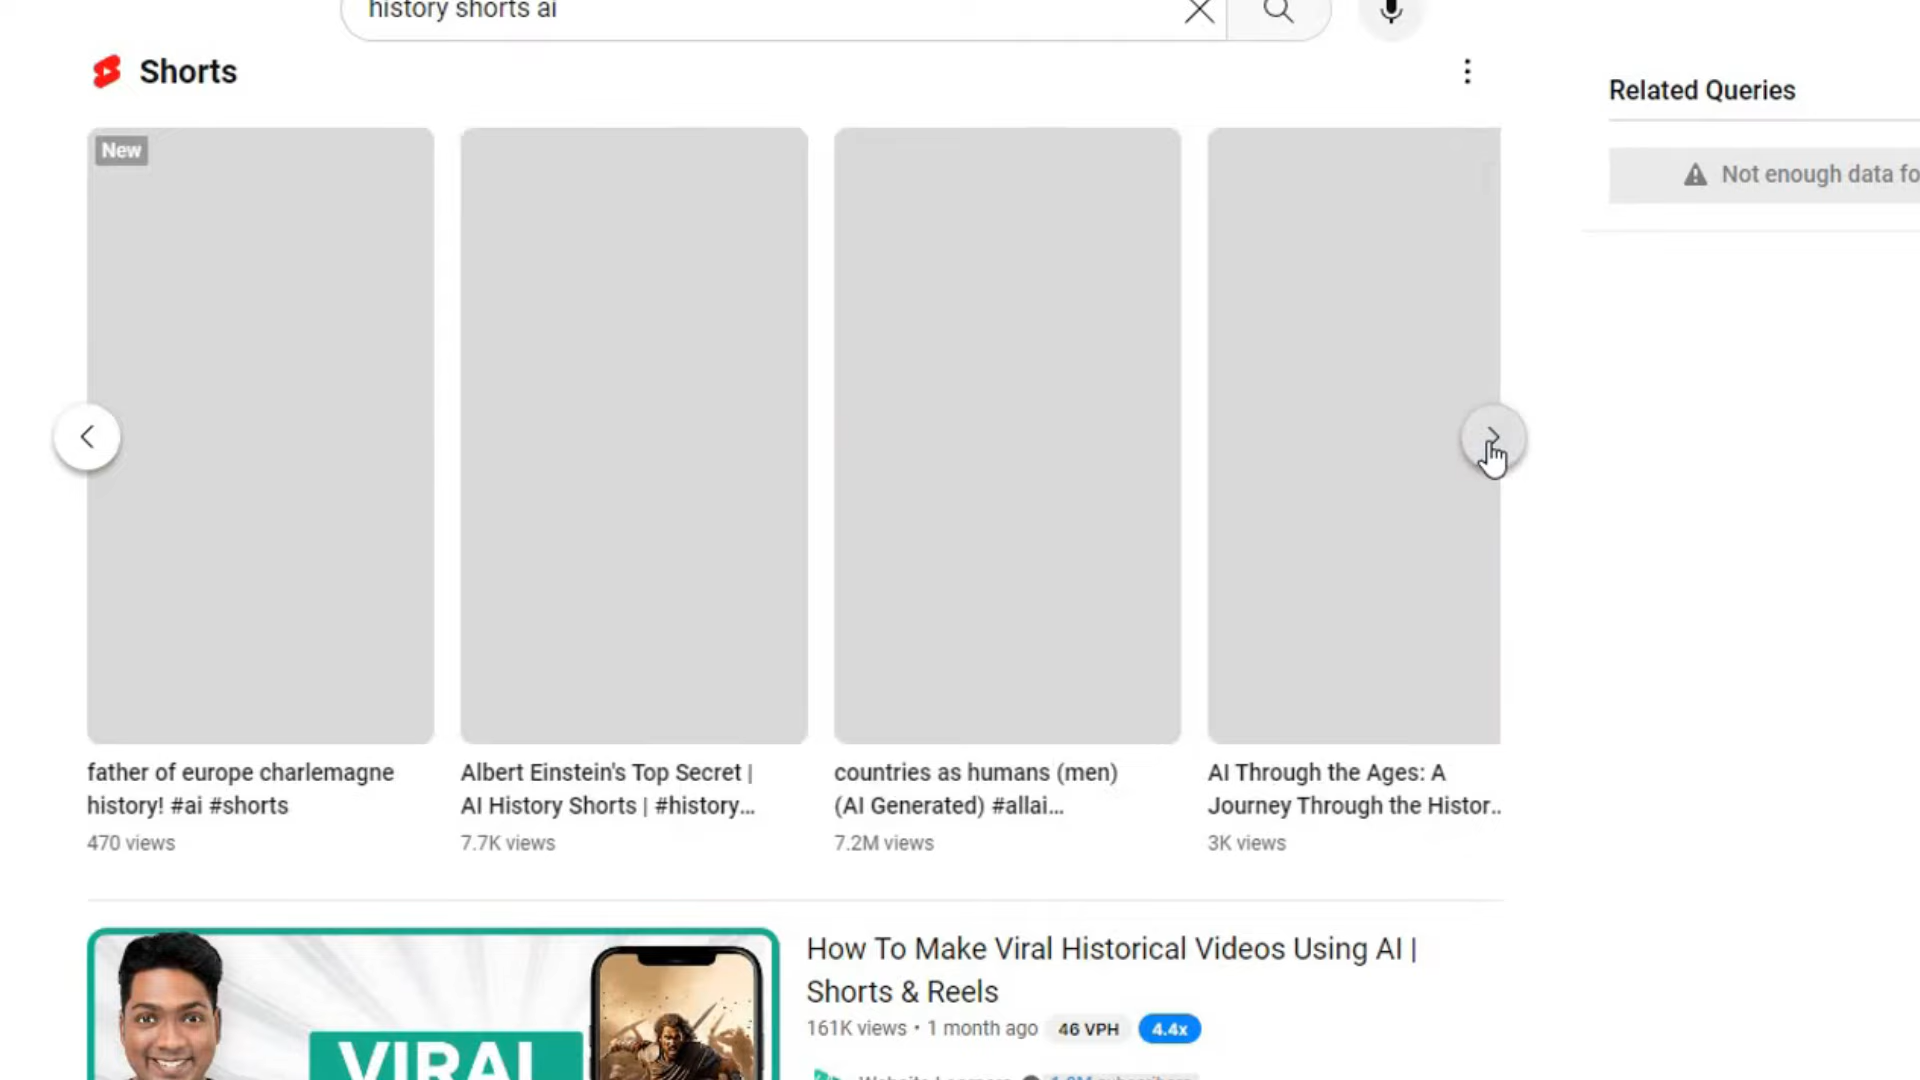 history shorts ai
Shorts
Related Queries
New
Not enough data fo
father of europe charlemagne
history! #ai #shorts
470 views
Albert Einstein's Top Secret |
AI History Shorts | #history...
7.7K views
countries as humans (men)
(AI Generated) #allai...
7.2M views
AI Through the Ages: A
Journey Through the Histor..
3K views
How To Make Viral Historical Videos Using AI |
Shorts & Reels
161K views • 1 month ago 46 VPH 4.4x
VIRAL